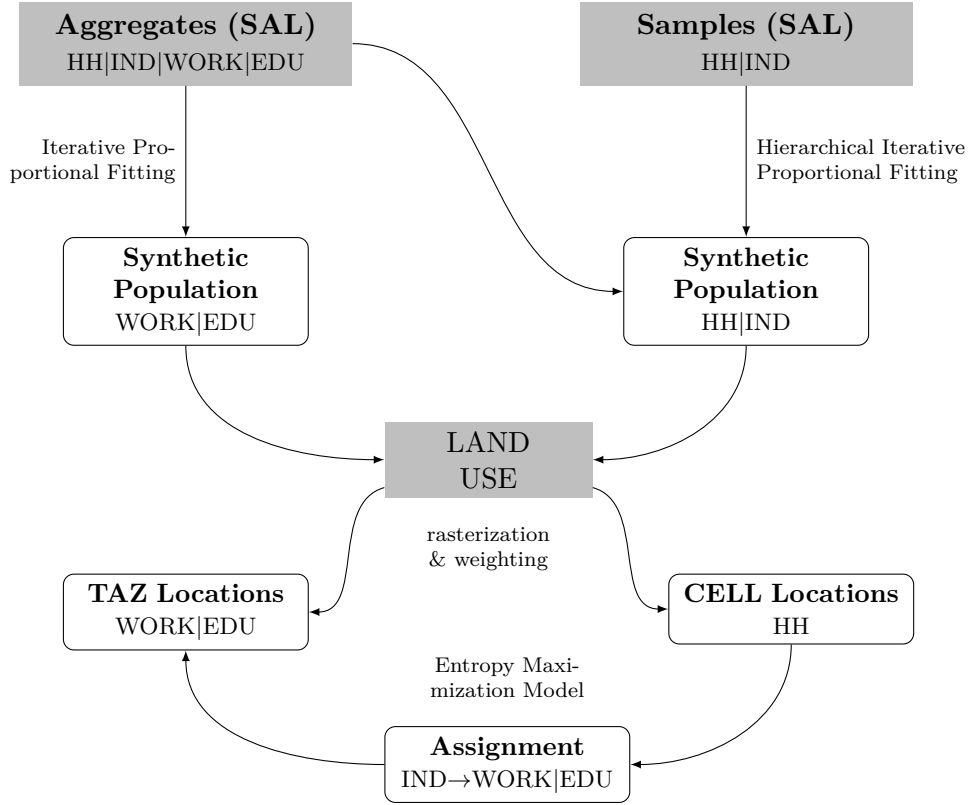 Aggregates (SAL)
HH|IND|WORK|EDU
Samples (SAL)
HH|IND
Iterative Pro-
portional Fitting
Hierarchical Iterative
Proportional Fitting
Synthetic
Population
WORK|EDU
Synthetic
Population
HH|IND
LAND
USE
rasterization
& weighting
TAZ Locations
WORK|EDU
CELL Locations
HH
Entropy Maxi-
mization Model
Assignment
IND→WORK|EDU